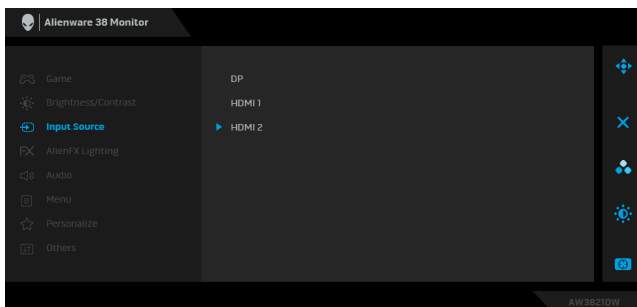 Alienware 38 Monitor
Game
Brightness/Contrast
Input Source
AlienFX Lighting
Audio
Menu
Personalize
Others
DP
HDMI 1
HDMI 2
AW3821DW